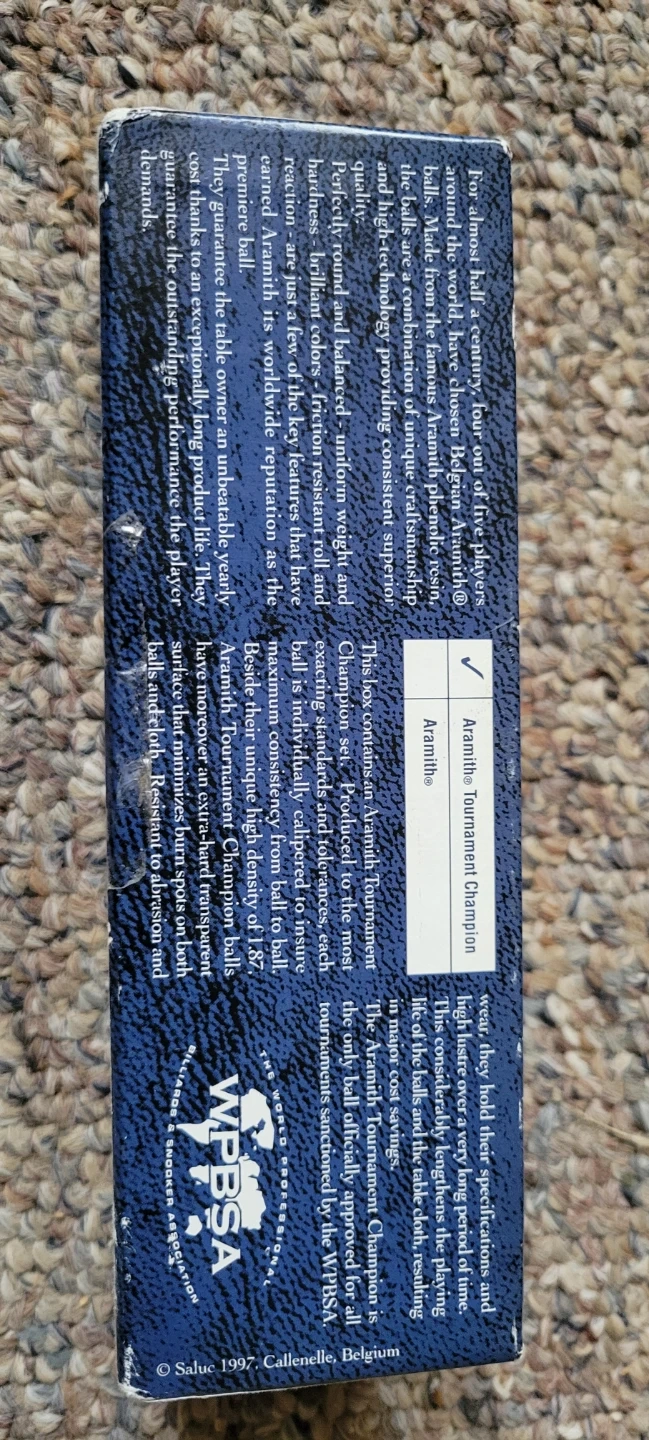 For almost half a century, four out of five players
around the world, have chosen Belgian Aramith®
balls. Made from the famous Aramith phenolic resin,
the balls are a combination of unique craftsmanship
and high-technology providing consistent superior
quality.
Perfectly round and balanced - uniform weight and
hardness - brilliant colors - friction resistant roll and
reaction - are just a few of the key features that have
earned Aramith its worldwide reputation as the
premiere ball.
They guarantee the table owner an unbeatable yearly
cost thanks to an exceptionally long product life. They
guarantee the outstanding performance the player
demands.
✓ Aramith® Tournament Champion
Aramith®
This box contains an Aramith Tournament
Champion set. Produced to the most
exacting standards and tolerances, each
ball is individually calipered to insure
maximum consistency from ball to ball.
Beside their unique high density of 1.87,
Aramith Tournament Champion balls
have moreover an extra-hard transparent
surface that minimizes burn spots on both
balls and cloth. Resistant to abrasion and
wear, they hold their specifications and
high lustre over a very long period of time.
This considerably lengthens the playing
life of the balls and the table cloth, resulting
in major cost savings.
The Aramith Tournament Champion is
the only ball officially approved for all
tournaments sanctioned by the WPBSA.
THE WORLD PROFESSIONAL
WPBSA
BILLIARDS & SNOOKER ASSOCIATION
© Saluc 1997, Callenelle, Belgium